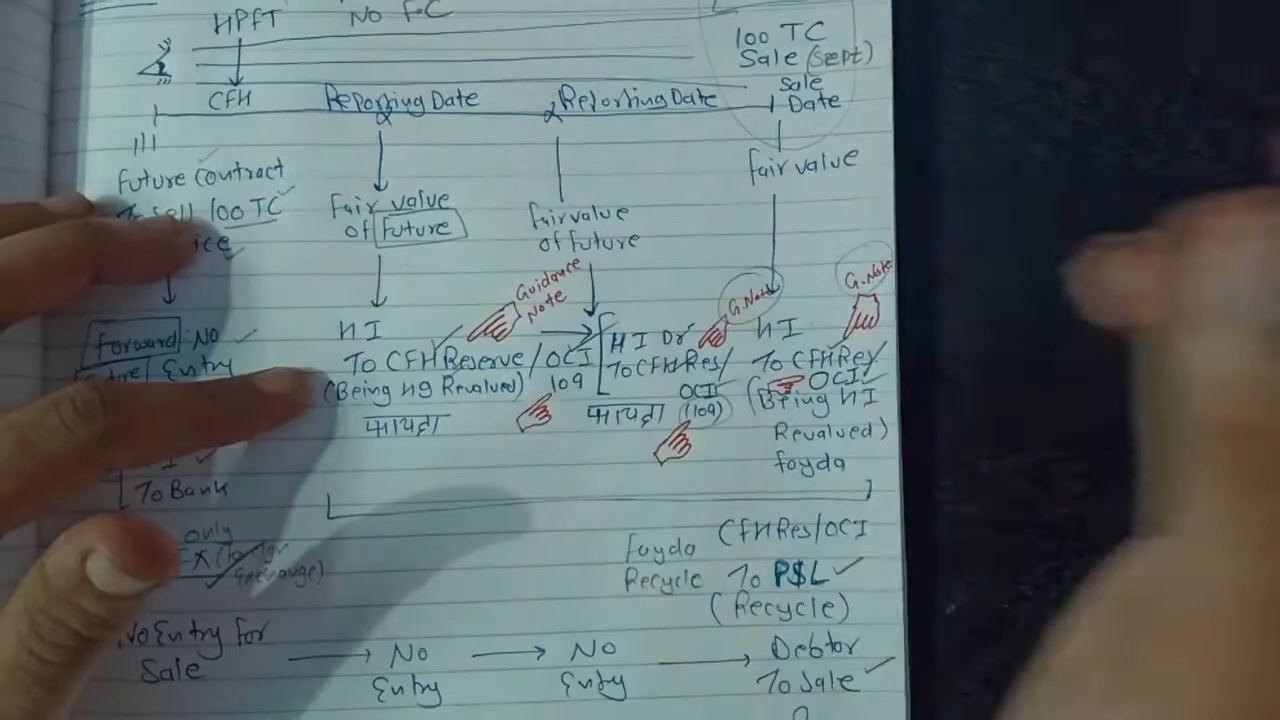 HPFT
No F.C
100 TC
Sale (Sept)
Sale
Date
CFH
Reporting Date
Reporting Date
Future Contract
To Sell 100 TC
ice
Fair value
of Future
Fair value
of future
Fair value
Guidance
Note
G.Note
G.Note
Forward: No
Entry
HI
To CFH Reserve / OCI
109
(Being HI Revalued)
फायदा
HI Dr
To CFH Res/
OCI
(109)
फायदा
HI
To CFH Res/
OCI
(Being HI
Revalued)
fayda
To Bank
only
CFH Res/OCI
To P$L
(Recycle)
Fayda
Recycle
No Entry For
Sale
No
Entry
No
Entry
Debtor
To Sale